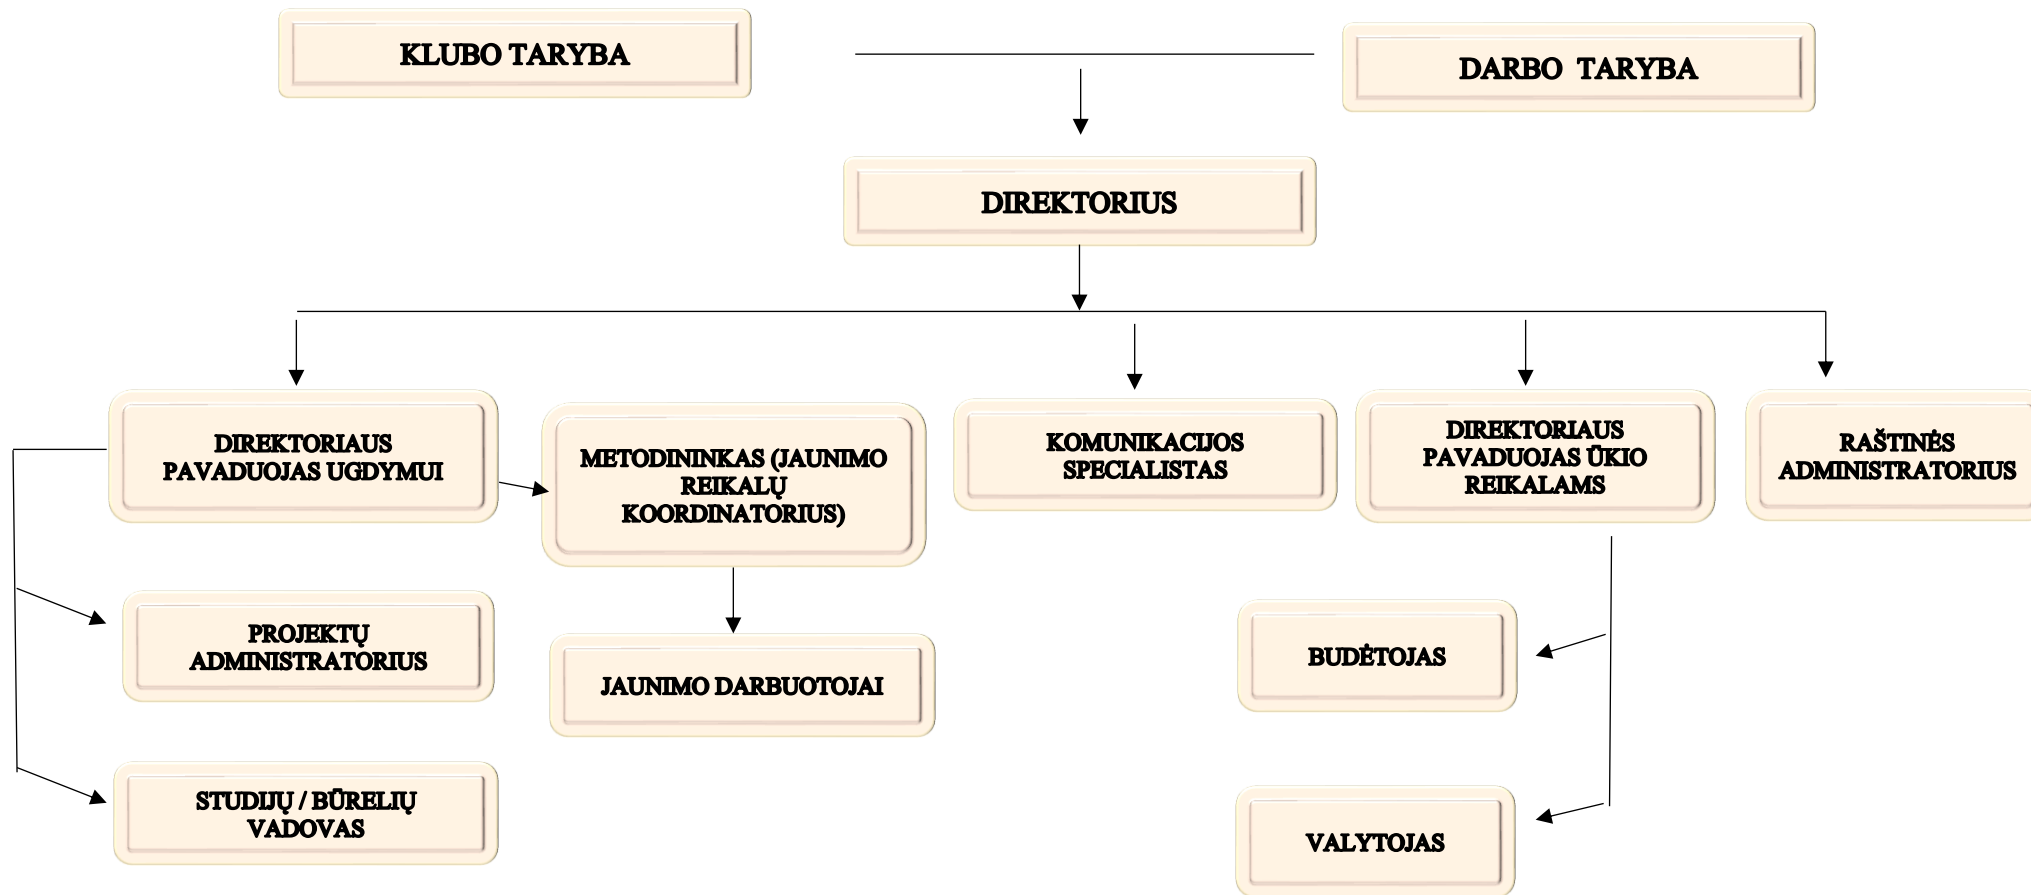 KLUBO TARYBA
DARBO TARYBA
DIREKTORIUS
DIREKTORIAUS
PAVADUOJAS UGDYMUI
METODININKAS (JAUNIMO
REIKALŲ
KOORDINATORIUS)
KOMUNIKACIJOS
SPECIALISTAS
DIREKTORIAUS
PAVADUOJAS ŪKIO
REIKALAMS
RAŠTINĖS
ADMINISTRATORIUS
PROJEKTŲ
ADMINISTRATORIUS
JAUNIMO DARBUOTOJAI
BUDĖTOJAS
STUDIJŲ / BŪRELIŲ
VADOVAS
VALYTOJAS